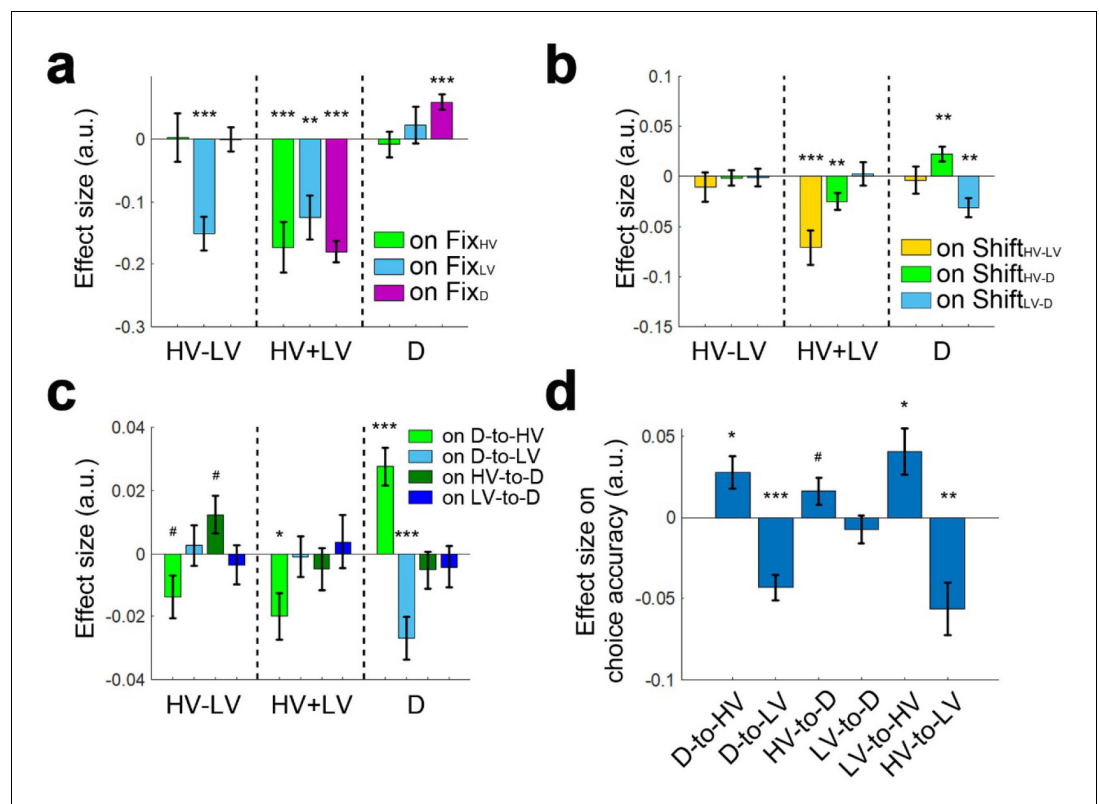 a
Effect size (a.u.)
0
-0.1
-0.2
-0.3
***
*** ** ***
***
on FixHV
on FixLV
on FixD
HV-LV HV+LV D
b
Effect size (a.u.)
0.1
0.05
0
-0.05
-0.1
-0.15
*** **
** **
on ShiftHV-LV
on ShiftHV-D
on ShiftLV-D
HV-LV HV+LV D
c
Effect size (a.u.)
0.04
0.02
0
-0.02
-0.04
# #
*
*** ***
on D-to-HV
on D-to-LV
on HV-to-D
on LV-to-D
HV-LV HV+LV D
d
Effect size on
choice accuracy (a.u.)
0.05
0
-0.05
-0.1
* *** # * **
D-to-HV
D-to-LV
HV-to-D
LV-to-D
LV-to-HV
HV-to-LV